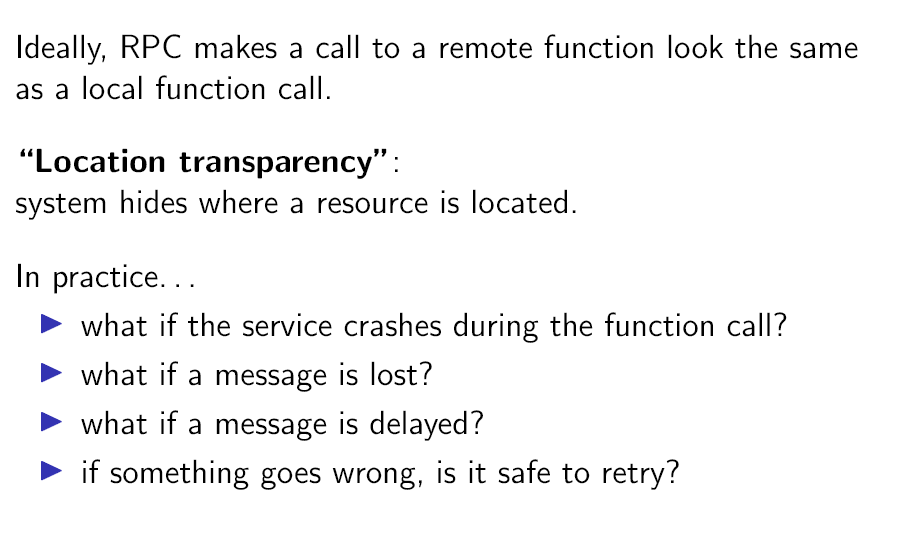 Ideally, RPC makes a call to a remote function look the same
as a local function call.
“Location transparency”:
system hides where a resource is located.
In practice. . .
▶ what if the service crashes during the function call?
▶ what if a message is lost?
▶ what if a message is delayed?
▶ if something goes wrong, is it safe to retry?